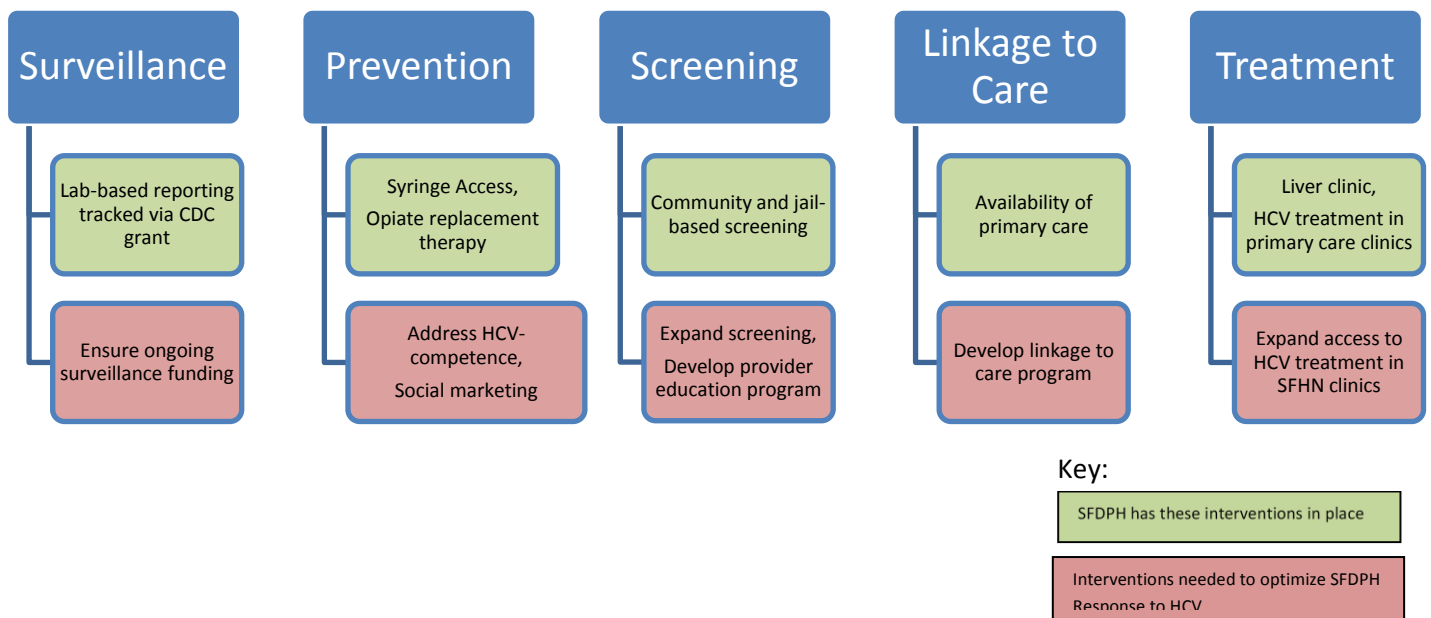 Surveillance
Lab-based reporting
tracked via CDC
grant
Ensure ongoing
surveillance funding
Prevention
Syringe Access,
Opiate replacement
therapy
Address HCV-
competence,
Social marketing
Screening
Community and jail-
based screening
Expand screening,
Develop provider
education program
Linkage to
Care
Availability of
primary care
Develop linkage to
care program
Treatment
Liver clinic,
HCV treatment in
primary care clinics
Expand access to
HCV treatment in
SFHN clinics
Key:
SFDPH has these interventions in place
Interventions needed to optimize SFDPH
Response to HCV